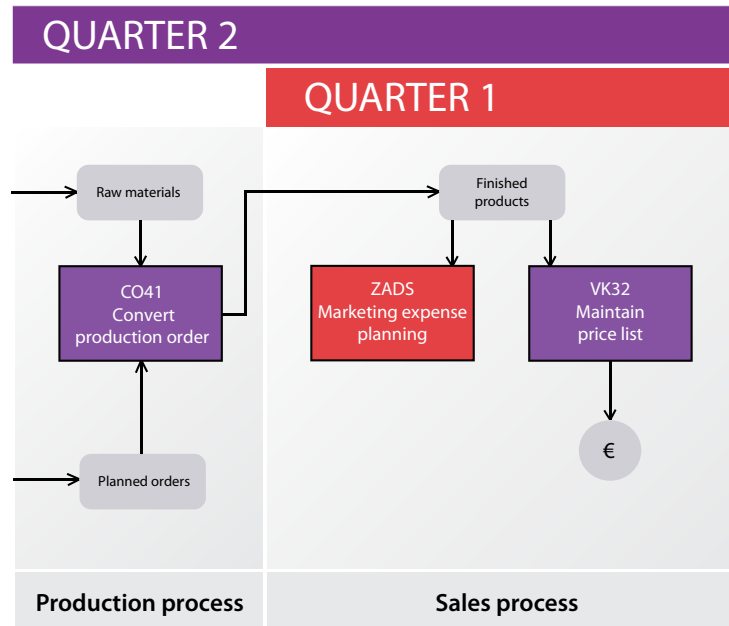 QUARTER 2
QUARTER 1
Raw materials
Finished
products
CO41
Convert
production order
ZADS
Marketing expense
planning
VK32
Maintain
price list
€
Planned orders
Production process
Sales process